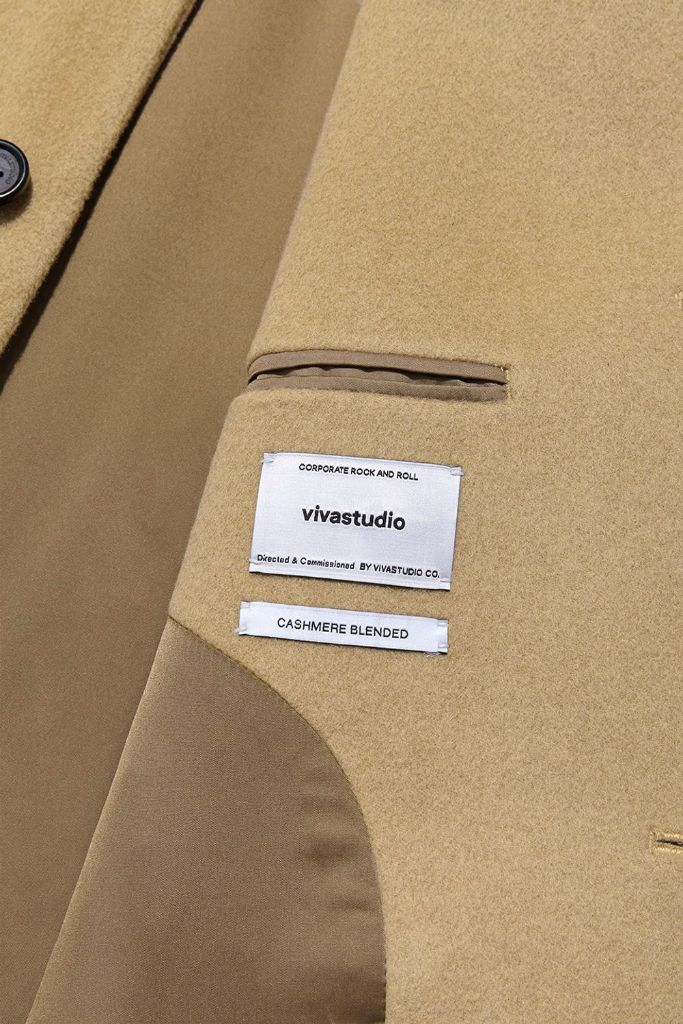 CORPORATE ROCK AND ROLL
vivastudio
Directed & Commissioned BY VIVASTUDIO CO.
CASHMERE BLENDED